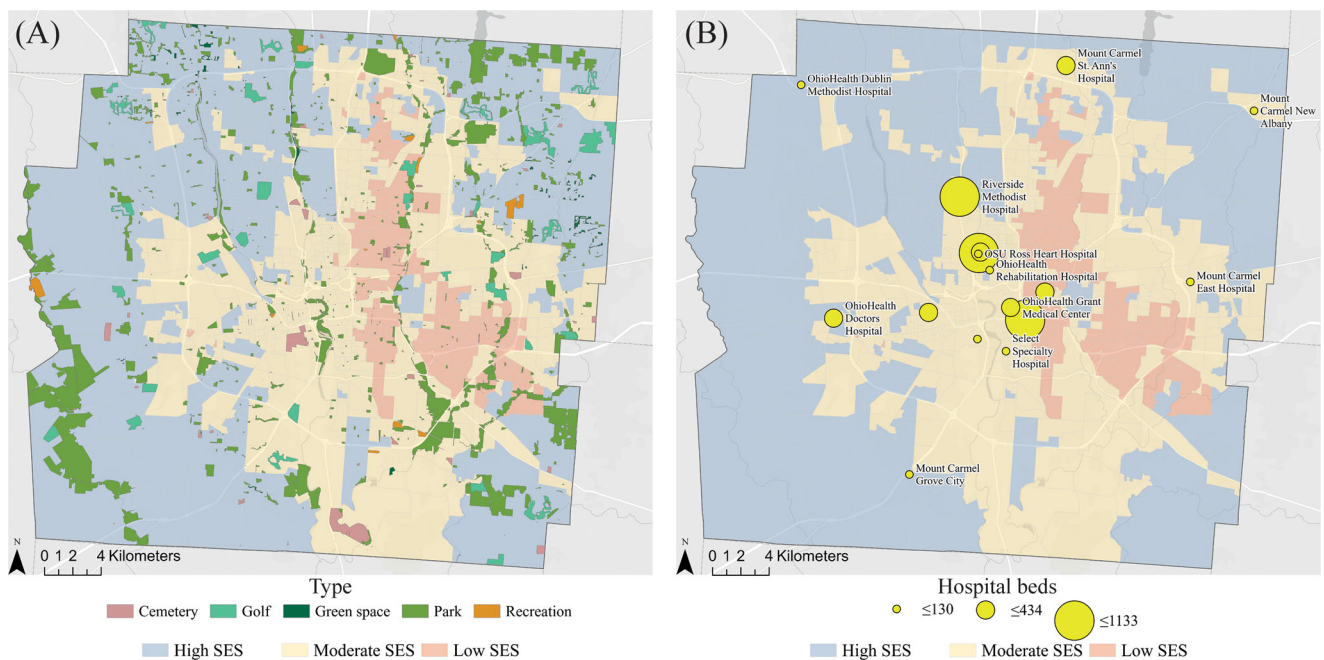 (A)
N
0 1 2 4 Kilometers
Type
Cemetery Golf Green space Park Recreation
High SES Moderate SES Low SES
(B)
Mount Carmel
St. Ann's
Hospital
OhioHealth Dublin
Methodist Hospital
Mount
Carmel New
Albany
Riverside
Methodist
Hospital
OSU Ross Heart Hospital
OhioHealth
Rehabilitation Hospital
Mount Carmel
East Hospital
OhioHealth
Doctors
Hospital
OhioHealth Grant
Medical Center
Select
Specialty
Hospital
Mount Carmel
Grove City
N
0 1 2 4 Kilometers
Hospital beds
≤130 ≤434 ≤1133
High SES Moderate SES Low SES